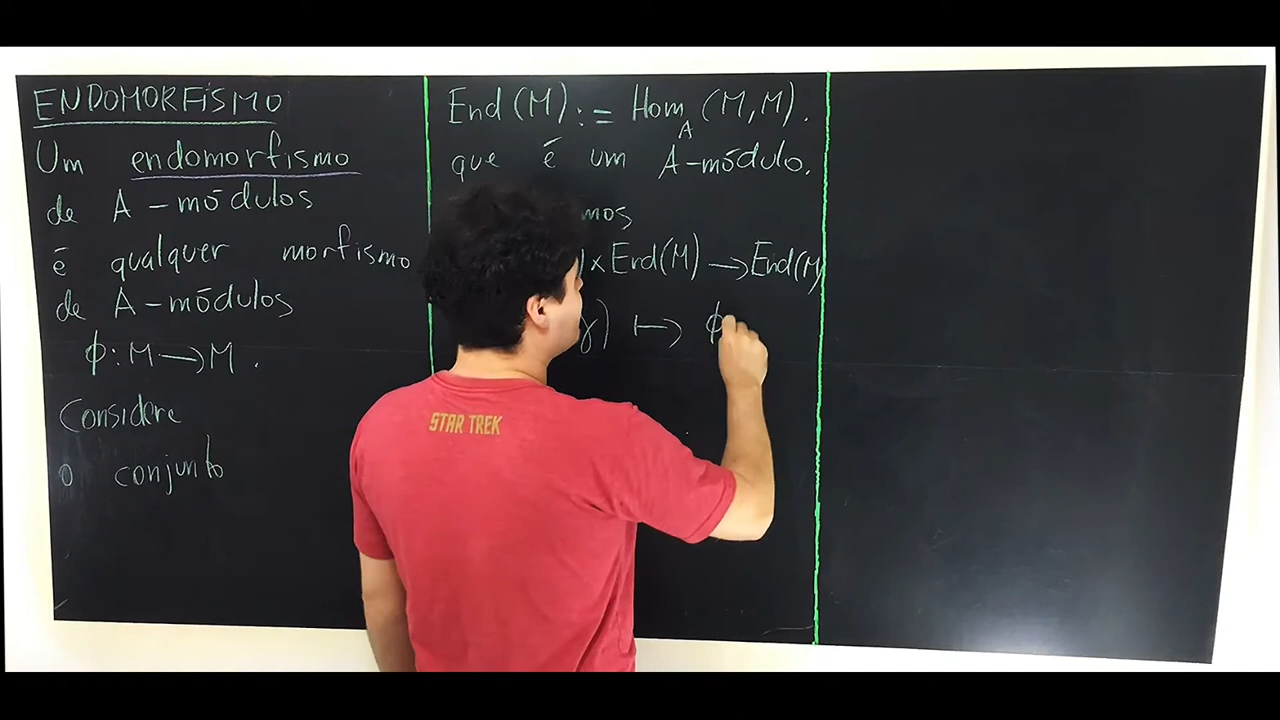 ENDOMORFISMO
Um endomorfismo
de A-módulos
é qualquer morfismo
de A-módulos
ϕ: M → M.
Considere
o conjunto
End(M) := Hom_A(M,M).
que é um A-módulo.
x End(M) → End(M
) ↦ ϕ
STAR TREK